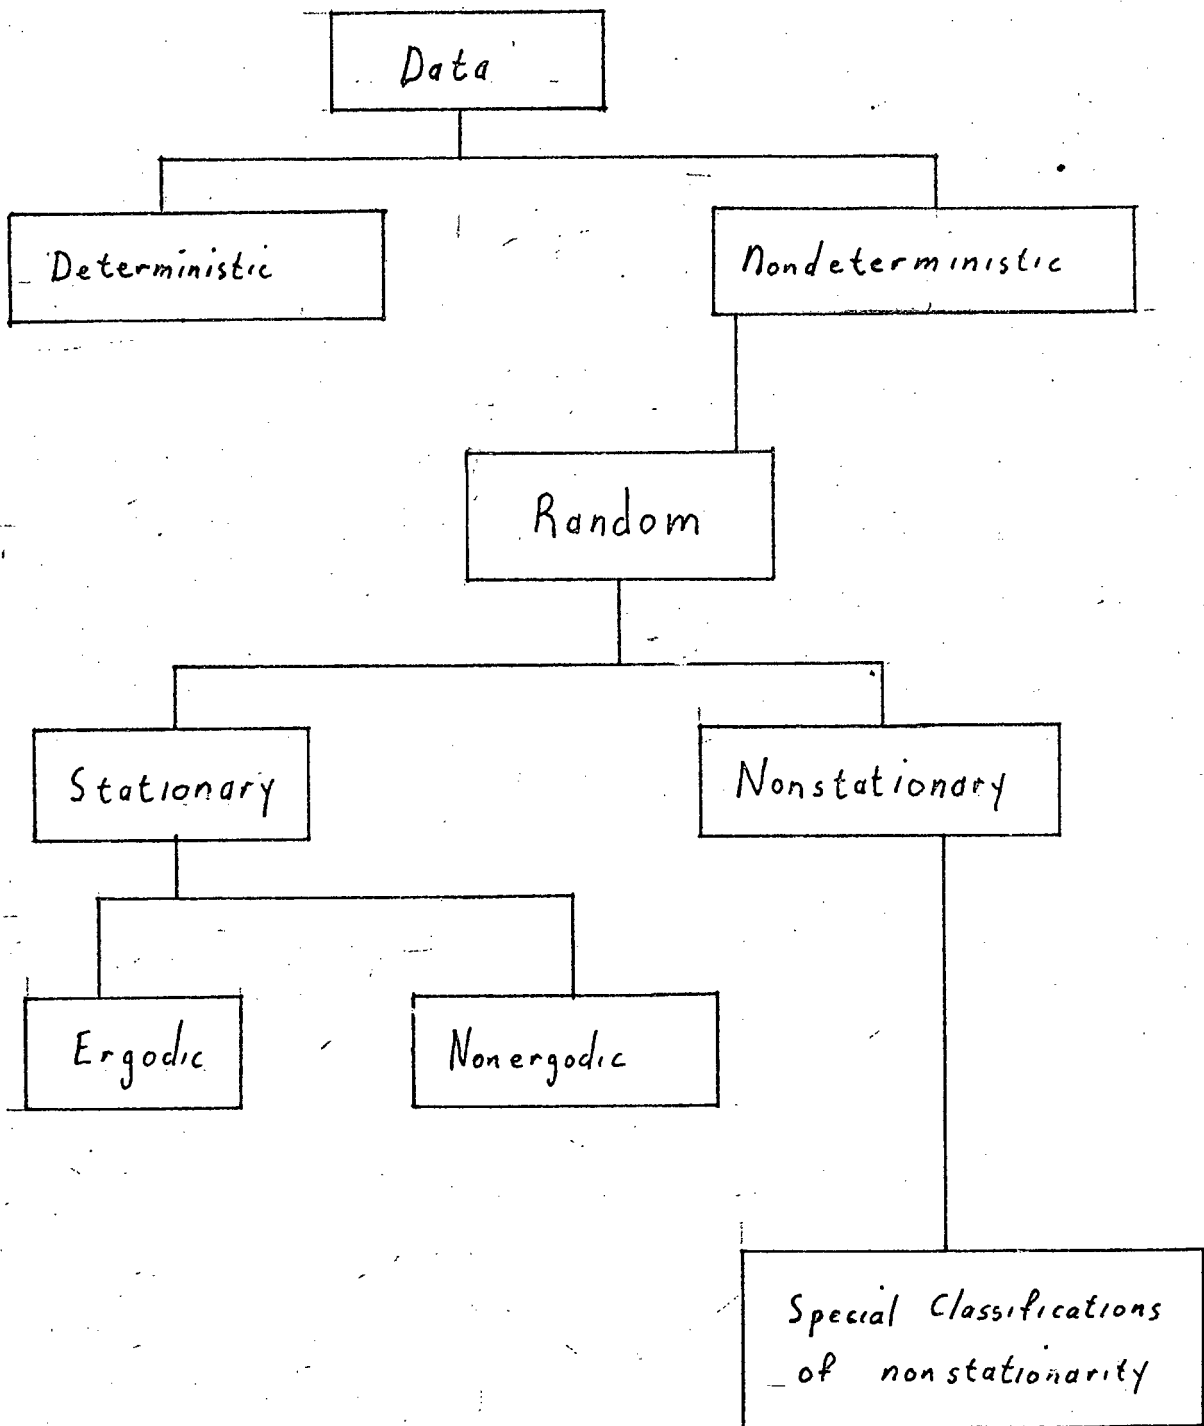 Data
Deterministic
Nondeterministic
Random
Stationary
Nonstationary
Ergodic
Nonergodic
Special Classifications
of nonstationarity